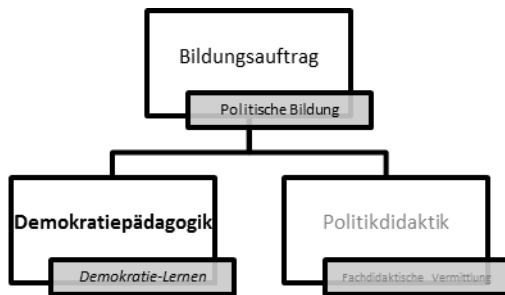 Bildungsauftrag
Politische Bildung
Demokratiepädagogik
Politikdidaktik
Demokratie-Lernen
Fachdidaktische Vermittlung